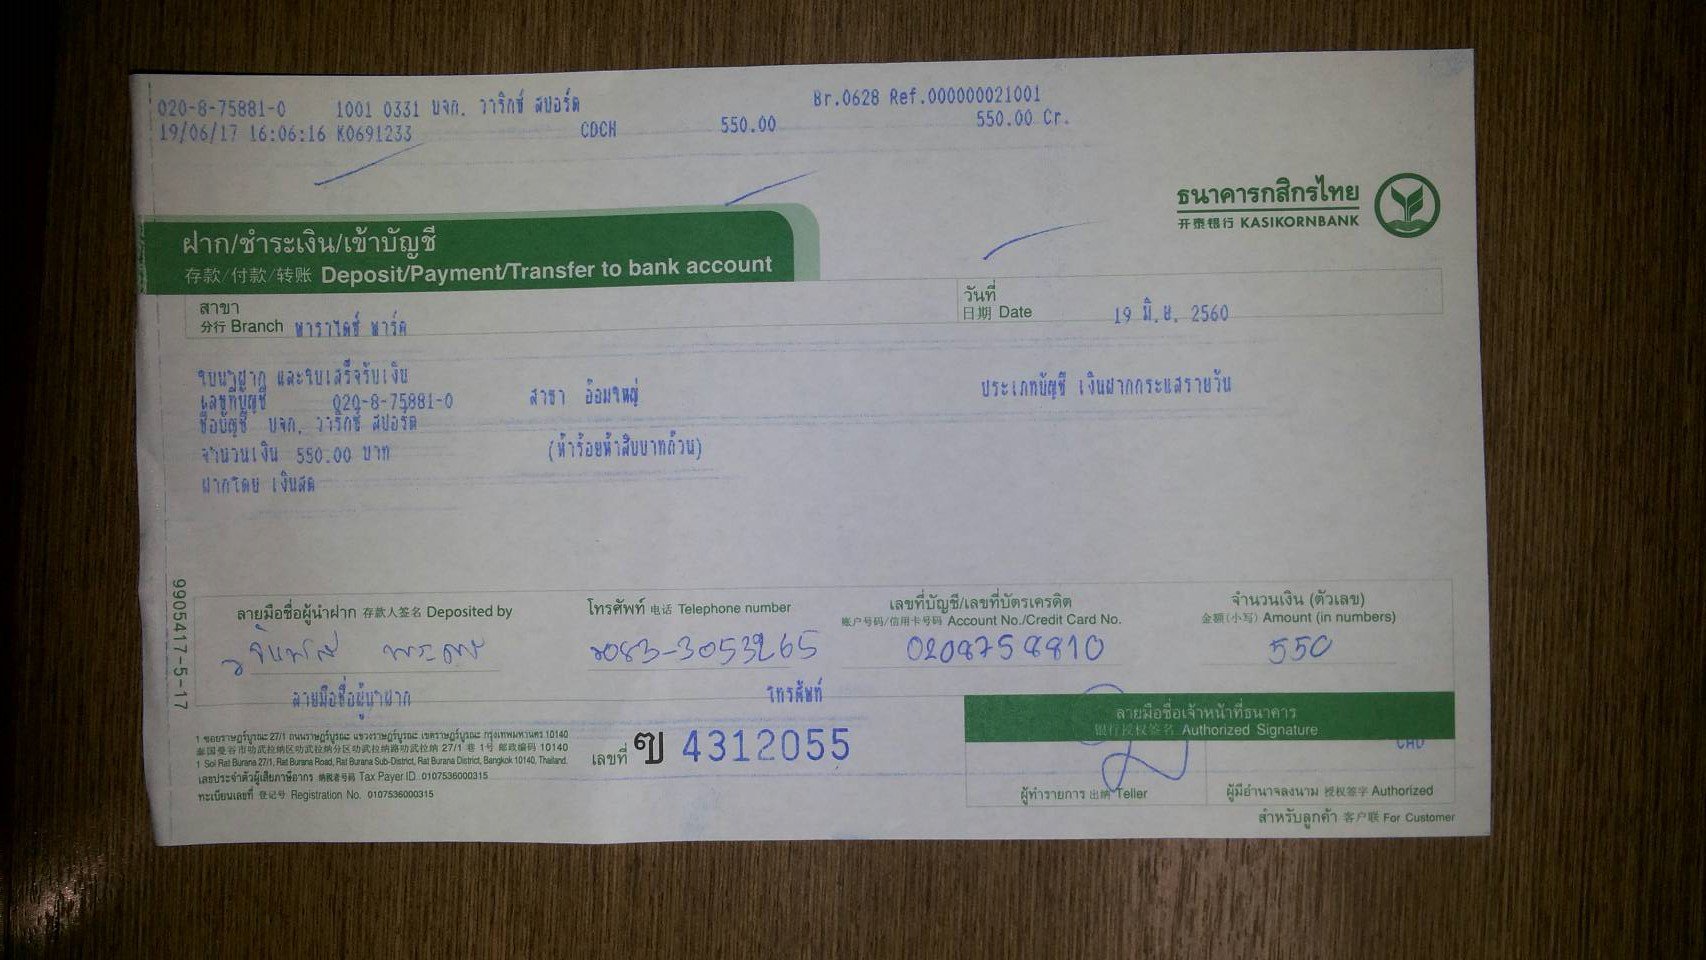 020-8-75881-0 1001 0331 บจก. วาริกซ์ สปอร์ต Br.0628 Ref.000000021001
19/06/17 16:06:16 K0691233 CDCH 550.00 550.00 Cr.
ธนาคารกสิกรไทย
开泰银行 KASIKORNBANK
ฝาก/ชำระเงิน/เข้าบัญชี
存款/付款/转账 Deposit/Payment/Transfer to bank account
สาขา
分行 Branch พาราไดซ์ พาร์ค
วันที่
日期 Date 19 มิ.ย. 2560
ใบนำฝาก และใบเสร็จรับเงิน
เลขที่บัญชี 020-8-75881-0 สาขา อ้อมใหญ่ ประเภทบัญชี เงินฝากกระแสรายวัน
ชื่อบัญชี บจก. วาริกซ์ สปอร์ต
จำนวนเงิน 550.00 บาท (ห้าร้อยห้าสิบบาทถ้วน)
ฝากโดย เงินสด
9905417-5-17
ลายมือชื่อผู้นำฝาก 存款人签名 Deposited by
โทรศัพท์ 电话 Telephone number
083-3053265
เลขที่บัญชี/เลขที่บัตรเครดิต
账户号码/信用卡号码 Account No./Credit Card No.
0208758810
จำนวนเงิน (ตัวเลข)
金额(小写) Amount (in numbers)
550
ลายมือชื่อผู้นำฝาก โทรศัพท์
1 ซอยราษฎร์บูรณะ 27/1 ถนนราษฎร์บูรณะ แขวงราษฎร์บูรณะ เขตราษฎร์บูรณะ กรุงเทพมหานคร 10140
泰国曼谷市叻武拉纳区叻武拉纳分区叻武拉纳路叻武拉纳 27/1 巷 1号 邮政编码 10140
1 Soi Rat Burana 27/1, Rat Burana Road, Rat Burana Sub-District, Rat Burana District, Bangkok 10140, Thailand.
เลขประจำตัวผู้เสียภาษีอากร 纳税者号码 Tax Payer ID. 0107536000315
ทะเบียนเลขที่ 登记号 Registration No. 0107536000315
เลขที่ ฃ 4312055
ลายมือชื่อเจ้าหน้าที่ธนาคาร
银行授权签名 Authorized Signature
ผู้ทำรายการ 出纳 Teller
ผู้มีอำนาจลงนาม 授权签字 Authorized
สำหรับลูกค้า 客户联 For Customer